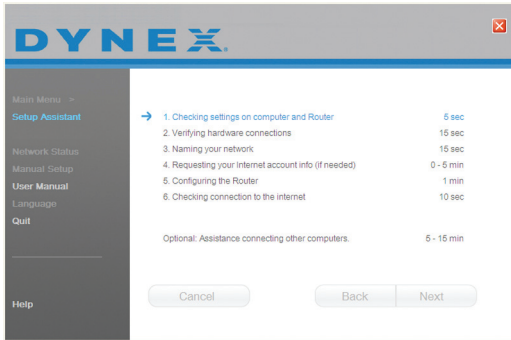 DYNEX
Main Menu >
Setup Assistant
Network Status
Manual Setup
User Manual
Language
Quit
Help
1. Checking settings on computer and Router 5 sec
2. Verifying hardware connections 15 sec
3. Naming your network 15 sec
4. Requesting your Internet account info (if needed) 0 - 5 min
5. Configuring the Router 1 min
6. Checking connection to the internet 10 sec
Optional: Assistance connecting other computers. 5 - 15 min
Cancel Back Next